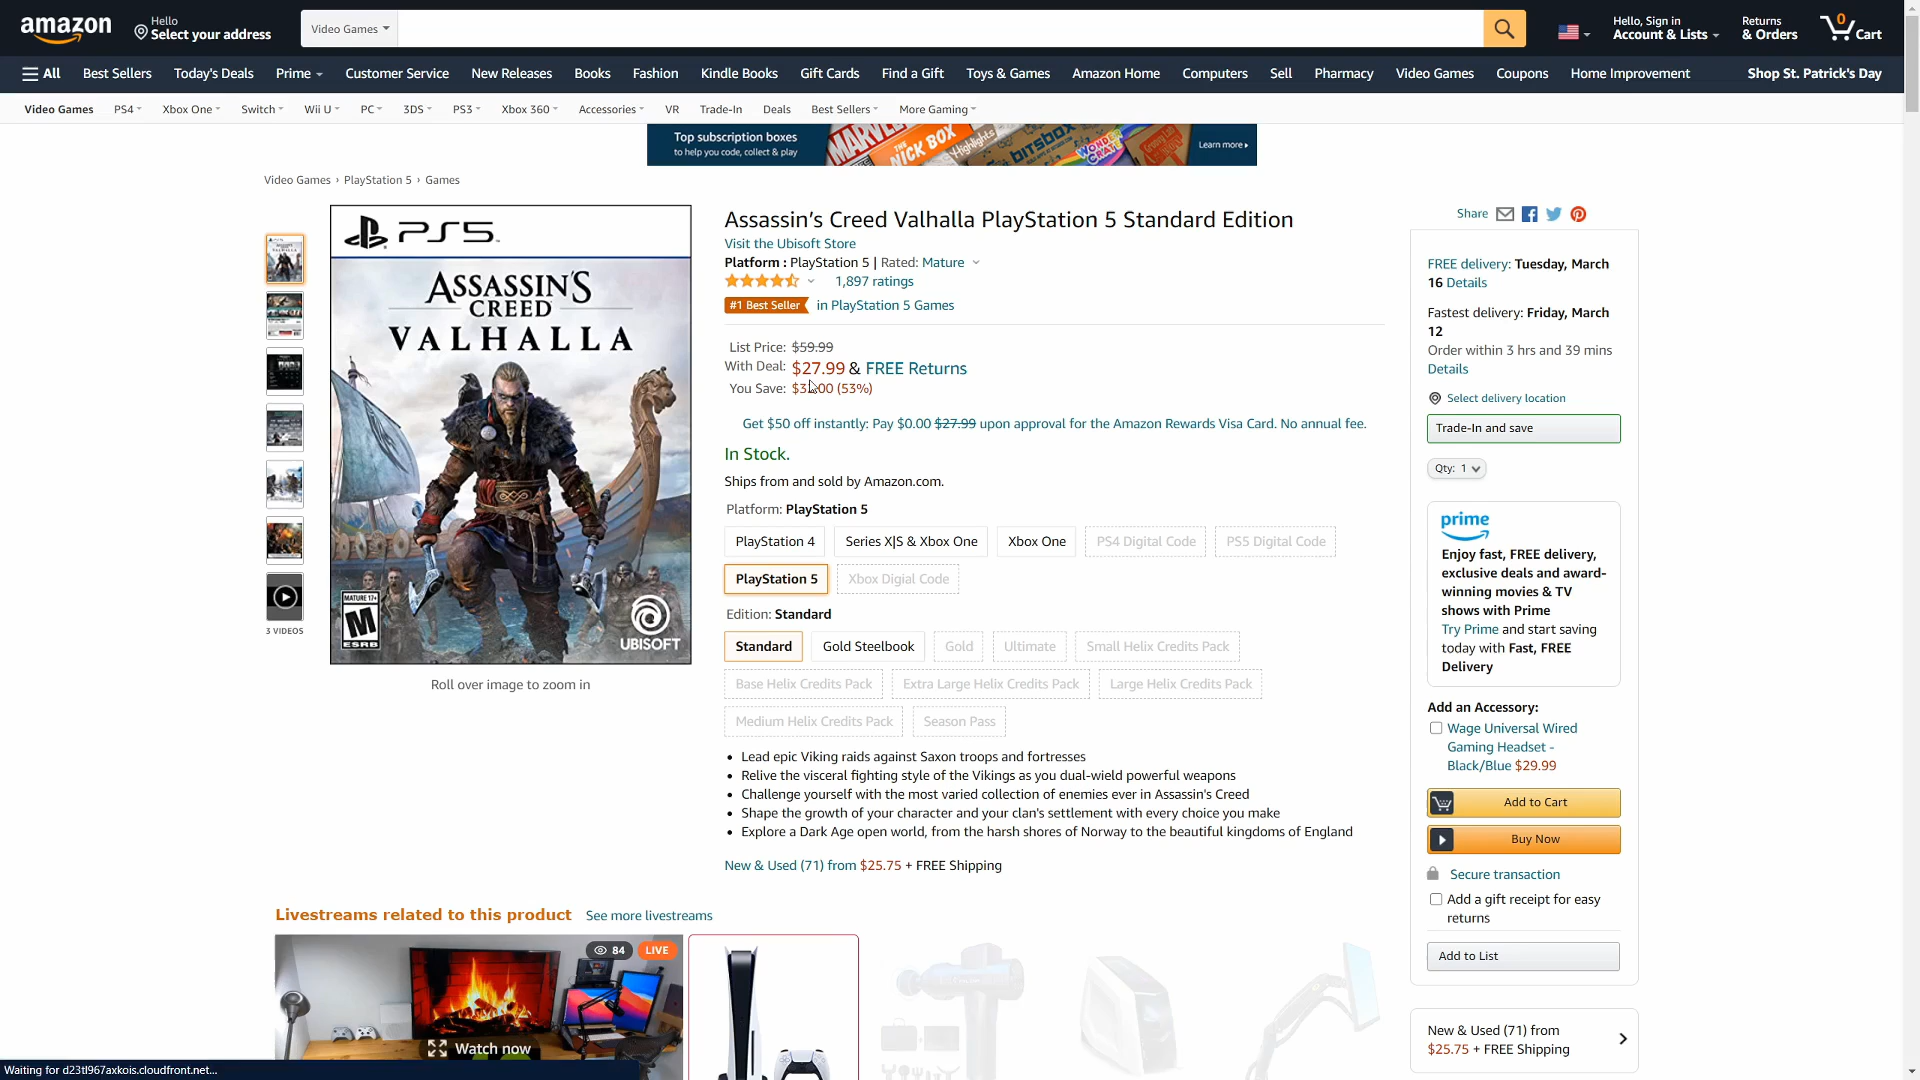 amazon
Hello
Select your address
Video Games
Hello, Sign in
Account & Lists
Returns
& Orders
0
Cart
All
Best Sellers
Today's Deals
Prime
Customer Service
New Releases
Books
Fashion
Kindle Books
Gift Cards
Find a Gift
Toys & Games
Amazon Home
Computers
Sell
Pharmacy
Video Games
Coupons
Home Improvement
Shop St. Patrick's Day
Video Games
PS4
Xbox One
Switch
Wii U
PC
3DS
PS3
Xbox 360
Accessories
VR
Trade-In
Deals
Best Sellers
More Gaming
Top subscription boxes
to help you code, collect & play
MARVEL
THE
NICK BOX
Highlights
bitsbox
WONDER
CRATE
Learn more
Video Games › PlayStation 5 › Games
PS5
ASSASSIN'S
CREED
VALHALLA
MATURE 17+
M
ESRB
UBISOFT
3 VIDEOS
Roll over image to zoom in
Assassin's Creed Valhalla PlayStation 5 Standard Edition
Visit the Ubisoft Store
Platform : PlayStation 5 | Rated: Mature
1,897 ratings
#1 Best Seller in PlayStation 5 Games
List Price: $59.99
With Deal: $27.99 & FREE Returns
You Save: (53%)
Get $50 off instantly: Pay $0.00 $27.99 upon approval for the Amazon Rewards Visa Card. No annual fee.
In Stock.
Ships from and sold by Amazon.com.
Platform: PlayStation 5
PlayStation 4
Series X|S & Xbox One
Xbox One
PS4 Digital Code
PS5 Digital Code
PlayStation 5
Xbox Digial Code
Edition: Standard
Standard
Gold Steelbook
Gold
Ultimate
Small Helix Credits Pack
Base Helix Credits Pack
Extra Large Helix Credits Pack
Large Helix Credits Pack
Medium Helix Credits Pack
Season Pass
• Lead epic Viking raids against Saxon troops and fortresses
• Relive the visceral fighting style of the Vikings as you dual-wield powerful weapons
• Challenge yourself with the most varied collection of enemies ever in Assassin's Creed
• Shape the growth of your character and your clan's settlement with every choice you make
• Explore a Dark Age open world, from the harsh shores of Norway to the beautiful kingdoms of England
New & Used (71) from $25.75 + FREE Shipping
Share
FREE delivery: Tuesday, March
16 Details
Fastest delivery: Friday, March
12
Order within 3 hrs and 39 mins
Details
Select delivery location
Trade-In and save
Qty: 1
prime
Enjoy fast, FREE delivery,
exclusive deals and award-
winning movies & TV
shows with Prime
Try Prime and start saving
today with Fast, FREE
Delivery
Add an Accessory:
Wage Universal Wired
Gaming Headset -
Black/Blue $29.99
Add to Cart
Buy Now
Secure transaction
Add a gift receipt for easy
returns
Add to List
New & Used (71) from
$25.75 + FREE Shipping
Livestreams related to this product See more livestreams
84
LIVE
Watch now
Waiting for d23tl967axkois.cloudfront.net...